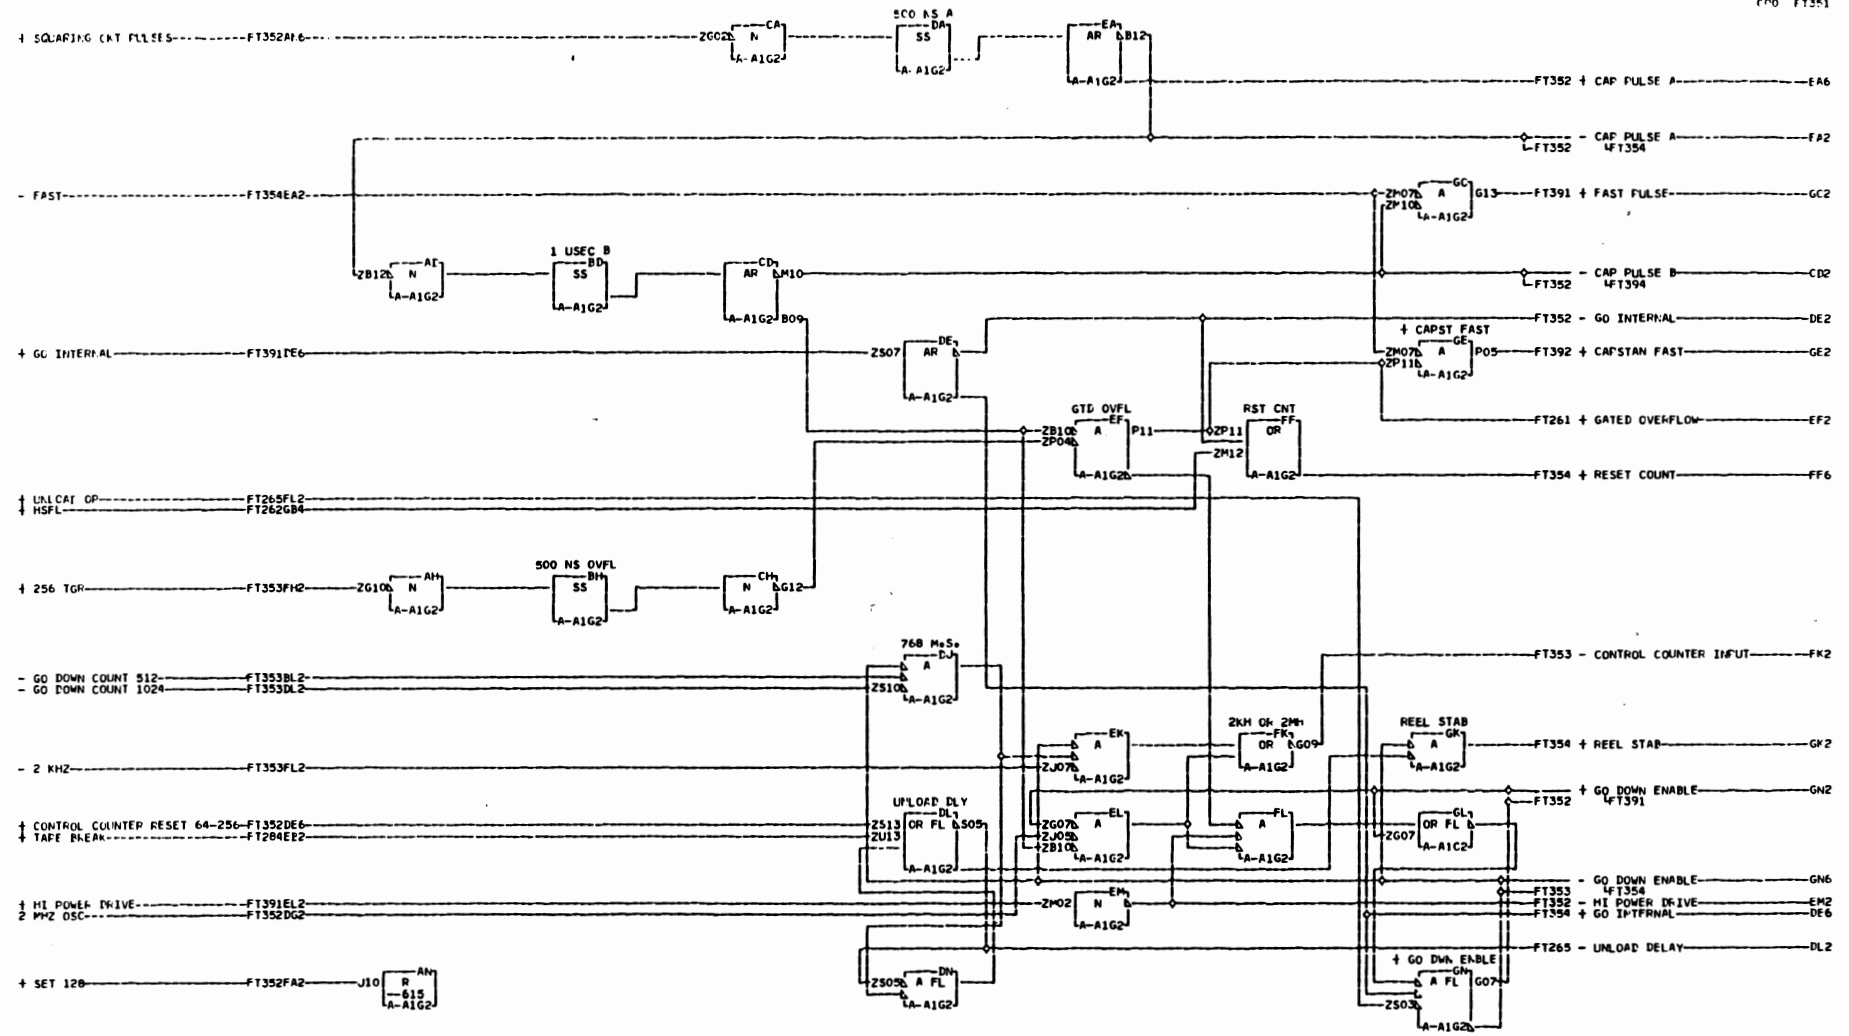 FT351
500 NS A
+ SQUARING CNT PULSES FT352AN6 ZG02 CA N A-A1G2 DA SS A-A1G2 EA AR B12 A-A1G2
FT352 + CAP PULSE A EA6
- CAP PULSE A EA2
FT352 FT354
- FAST FT354EA2 ZM07 ZM10 GC A G13 A-A1G2 FT391 + FAST PULSE GC2
1 USEC B
ZB12 N A-A1G2 BD SS A-A1G2 CD AR M10 A-A1G2 B09
- CAP PULSE B CD2
FT352 FT394
FT352 - GO INTERNAL DE2
+ CAPST FAST
+ GO INTERNAL FT391DE6 ZS07 DE AR A-A1G2 ZM07 ZP11 GE A P05 A-A1G2 FT392 + CAPSTAN FAST GE2
GTD OVFL RST CNT
FT261 + GATED OVERFLOW EF2
ZB10 ZP04 EF A P11 A-A1G2 ZP11 ZM12 FF OR A-A1G2
FT354 + RESET COUNT FF6
+ UNLOAD OP FT265FL2
+ HSFL FT262GB4
500 NS OVFL
+ 256 TGR FT353FH2 ZG10 AH N A-A1G2 BH SS A-A1G2 CH N G12 A-A1G2
768 M.S.
DJ A A-A1G2
FT353 - CONTROL COUNTER INPUT FK2
- GO DOWN COUNT 512 FT353BL2
- GO DOWN COUNT 1024 FT353DL2 ZS10
2KH OR 2MH REEL STAB
EK A A-A1G2 FK OR G09 A-A1G2 GK A A-A1G2 FT354 + REEL STAB GK2
- 2 KHZ FT353FL2 ZJ07
+ GO DOWN ENABLE GN2
FT352 FT391
UNLOAD DLY
+ CONTROL COUNTER RESET 64-256 FT352DE6 ZS13 DL OR FL S05 A-A1G2
+ TAPE BREAK FT284EE2 ZU13
ZG07 ZJ05 ZB10 EL A A-A1G2 FL A A-A1G2 ZG07 GL OR FL A-A1G2
- GO DOWN ENABLE GN6
FT353 FT354
+ HI POWER DRIVE FT391EL2 ZM02 EM N A-A1G2 FT352 - HI POWER DRIVE EM2
2 MHZ OSC FT352DG2 FT354 + GO INTERNAL DE6
FT265 - UNLOAD DELAY DL2
+ GO DWN ENBLE
+ SET 128 FT352FA2 J10 AN R 615 A-A1G2 ZS05 DN A FL A-A1G2 ZS03 GN A FL G07 A-A1G2